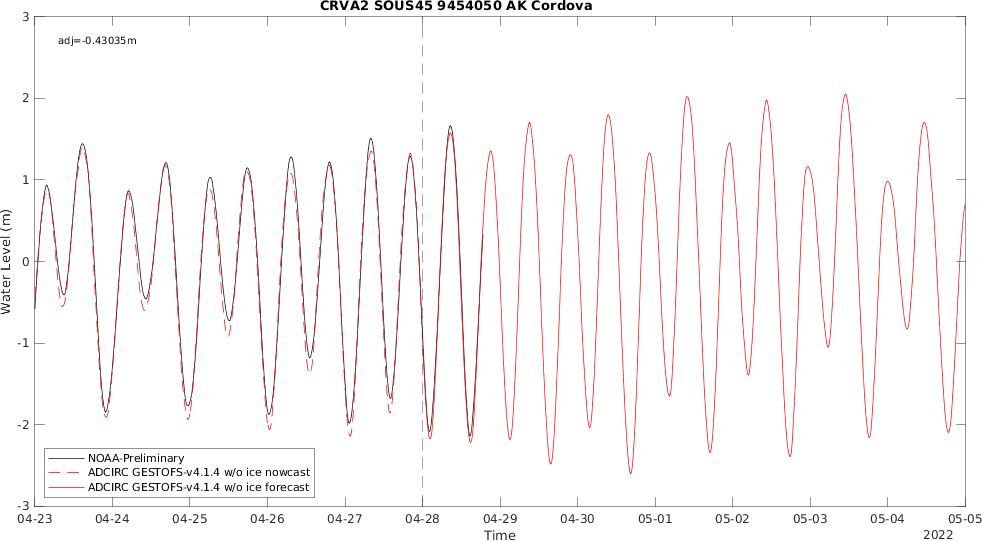 CRVA2 SOUS45 9454050 AK Cordova
adj=-0.43035m
Water Level (m)
3
2
1
0
-1
-2
-3
NOAA-Preliminary
ADCIRC GESTOFS-v4.1.4 w/o ice nowcast
ADCIRC GESTOFS-v4.1.4 w/o ice forecast
04-23 04-24 04-25 04-26 04-27 04-28 04-29 04-30 05-01 05-02 05-03 05-04 05-05
Time
2022